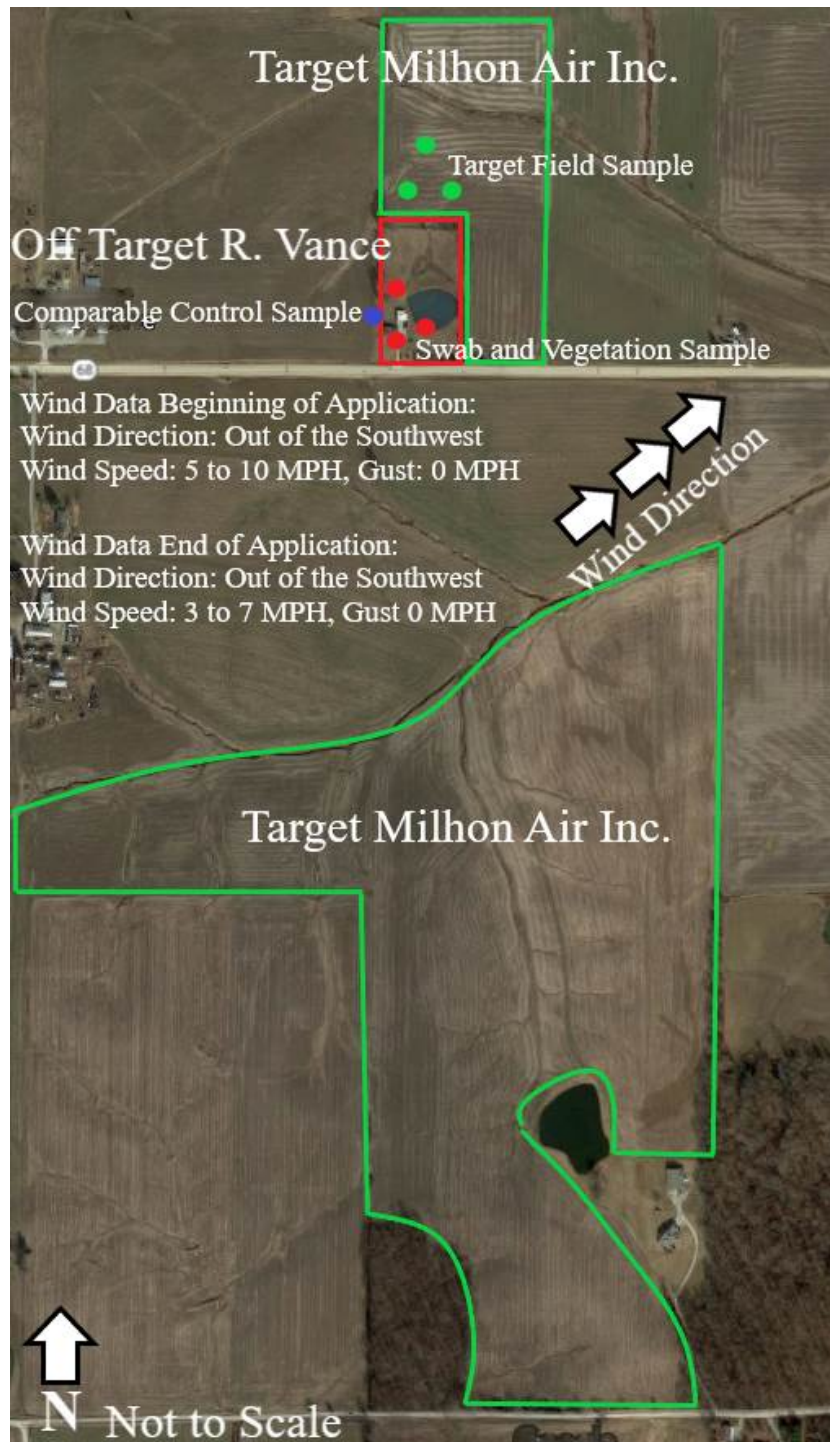 Target Milhon Air Inc.
Target Field Sample
Off Target R. Vance
Comparable Control Sample
Swab and Vegetation Sample
68
Wind Data Beginning of Application:
Wind Direction: Out of the Southwest
Wind Speed: 5 to 10 MPH, Gust: 0 MPH
Wind Direction
Wind Data End of Application:
Wind Direction: Out of the Southwest
Wind Speed: 3 to 7 MPH, Gust 0 MPH
Target Milhon Air Inc.
N Not to Scale
Google